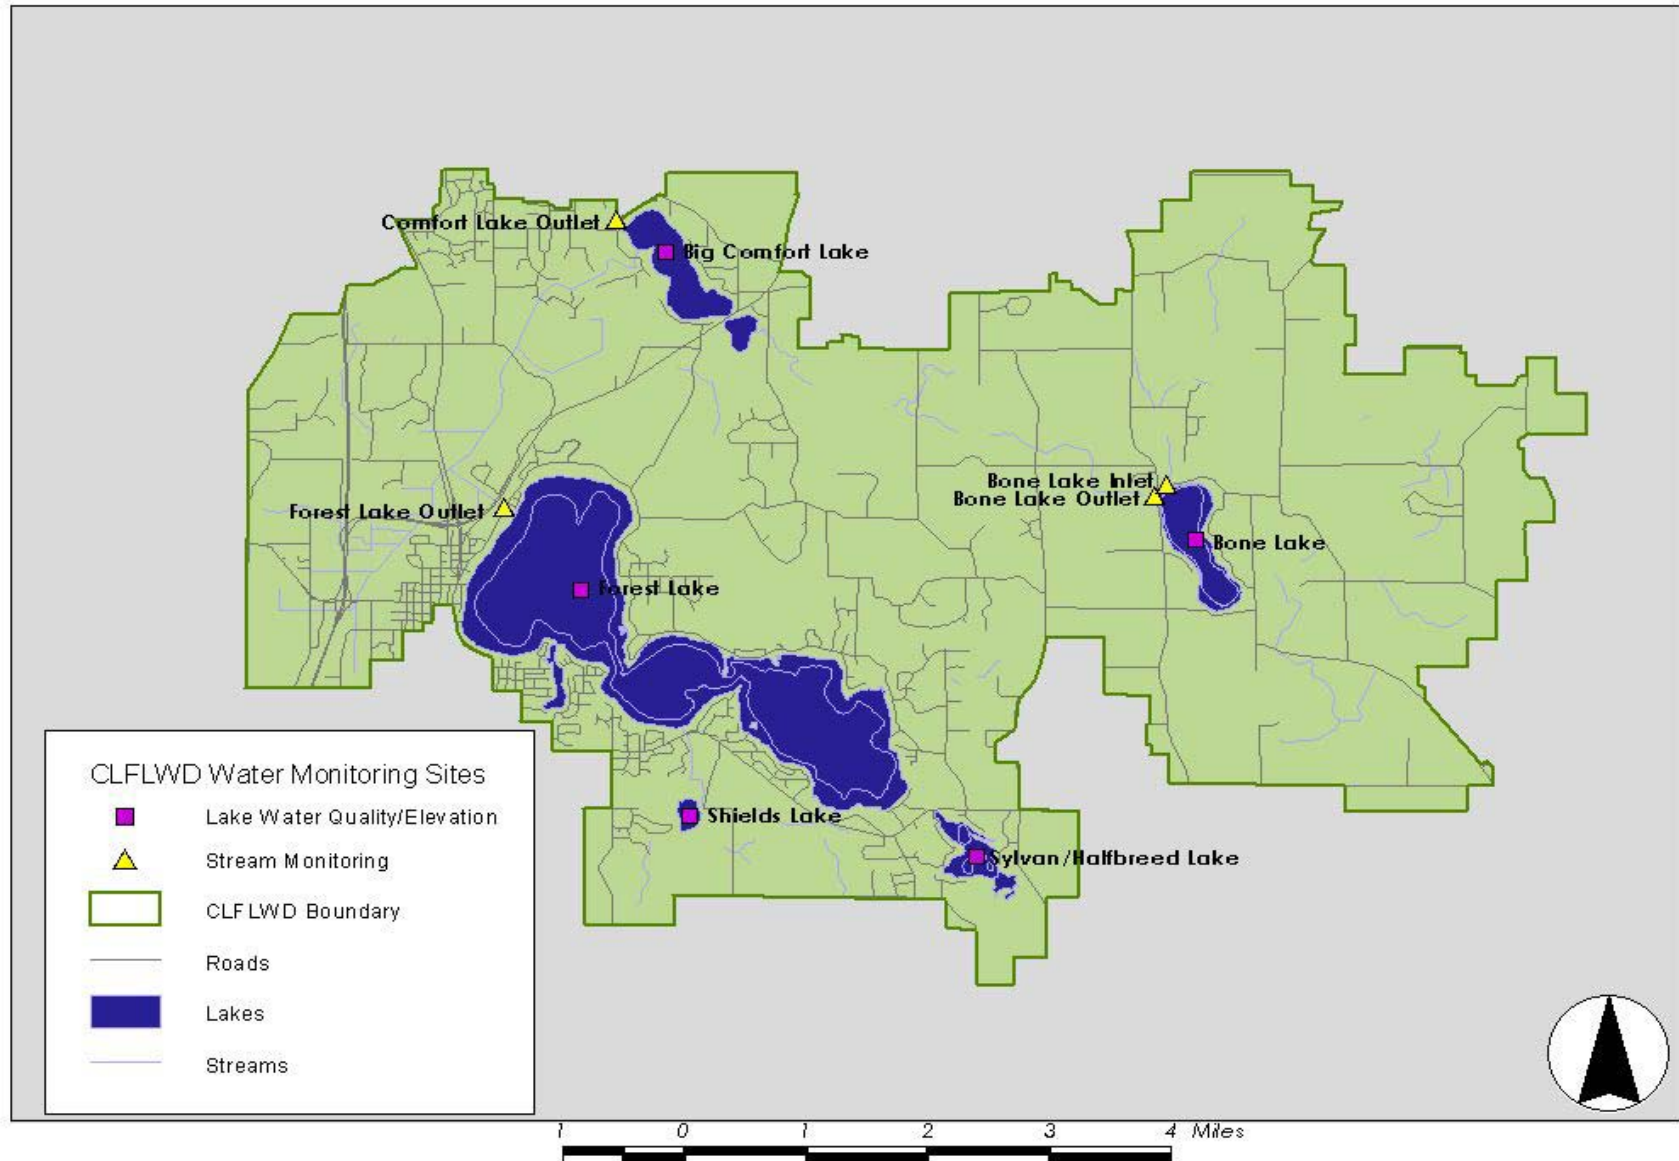 Comfort Lake Outlet
Big Comfort Lake
Bone Lake Inlet
Bone Lake Outlet
Forest Lake Outlet
Bone Lake
Forest Lake
Shields Lake
Sylvan/Halfbreed Lake
CLFLWD Water Monitoring Sites
Lake Water Quality/Elevation
Stream Monitoring
CLFLWD Boundary
Roads
Lakes
Streams
1 0 1 2 3 4 Miles